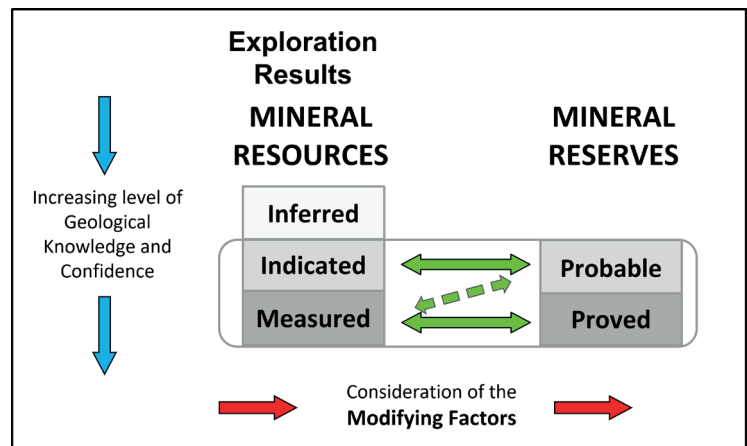 Exploration
Results
MINERAL
RESOURCES
MINERAL
RESERVES
Increasing level of
Geological
Knowledge and
Confidence
Inferred
Indicated
Probable
Measured
Proved
Consideration of the
Modifying Factors